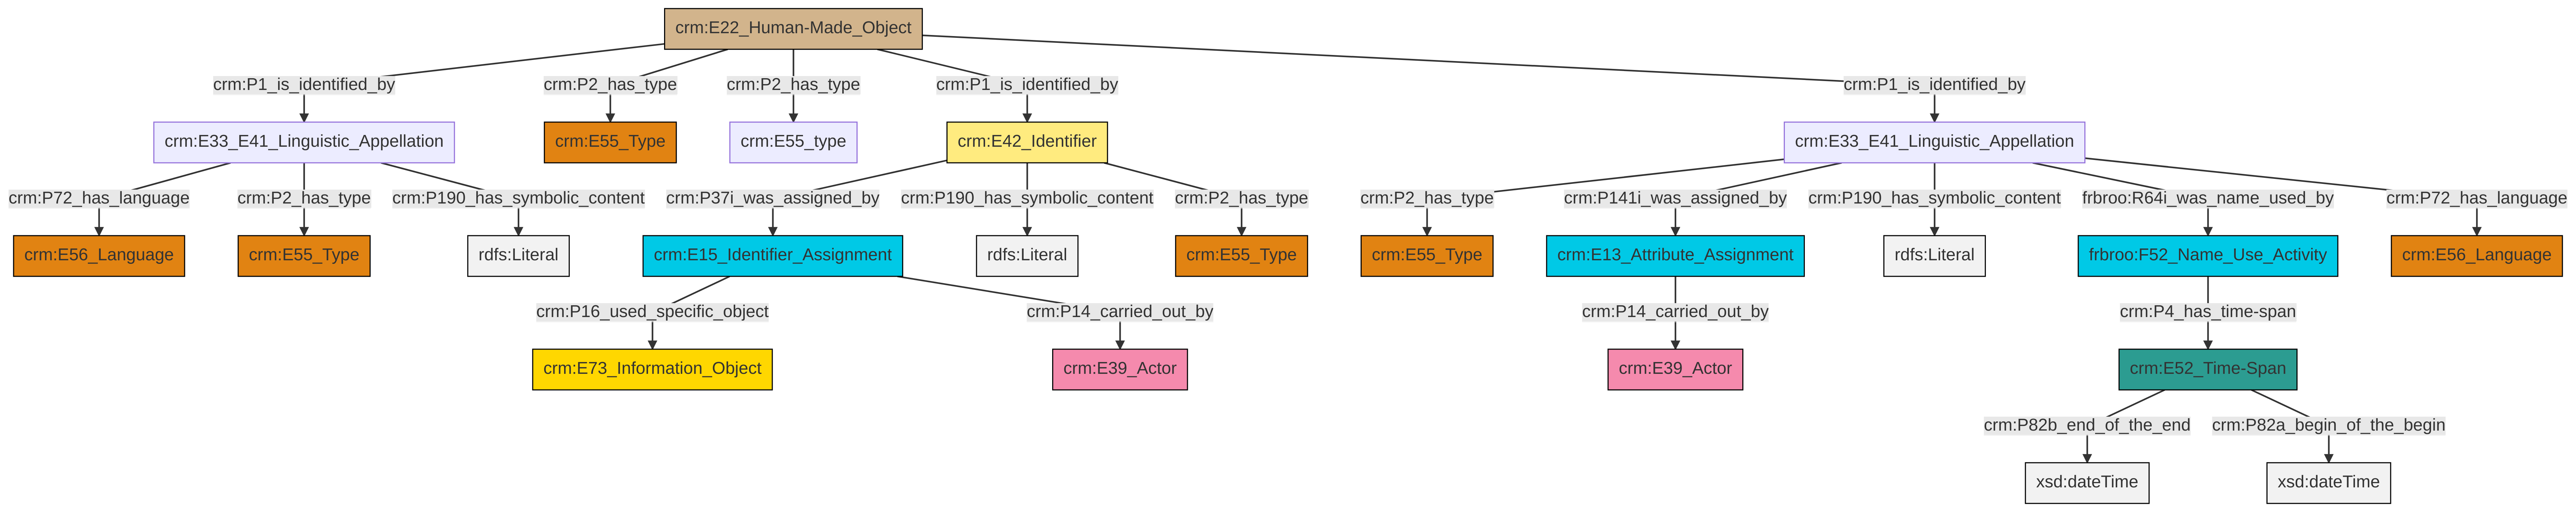 crm:E22_Human-Made_Object
crm:P1_is_identified_by
crm:P2_has_type
crm:P2_has_type
crm:P1_is_identified_by
crm:P1_is_identified_by
crm:E33_E41_Linguistic_Appellation
crm:E55_Type
crm:E55_type
crm:E42_Identifier
crm:E33_E41_Linguistic_Appellation
crm:P72_has_language
crm:P2_has_type
crm:P190_has_symbolic_content
crm:P37i_was_assigned_by
crm:P190_has_symbolic_content
crm:P2_has_type
crm:P2_has_type
crm:P141i_was_assigned_by
crm:P190_has_symbolic_content
frbroo:R64i_was_name_used_by
crm:P72_has_language
crm:E56_Language
crm:E55_Type
rdfs:Literal
crm:E15_Identifier_Assignment
rdfs:Literal
crm:E55_Type
crm:E55_Type
crm:E13_Attribute_Assignment
rdfs:Literal
frbroo:F52_Name_Use_Activity
crm:E56_Language
crm:P16_used_specific_object
crm:P14_carried_out_by
crm:P14_carried_out_by
crm:P4_has_time-span
crm:E73_Information_Object
crm:E39_Actor
crm:E39_Actor
crm:E52_Time-Span
crm:P82b_end_of_the_end
crm:P82a_begin_of_the_begin
xsd:dateTime
xsd:dateTime